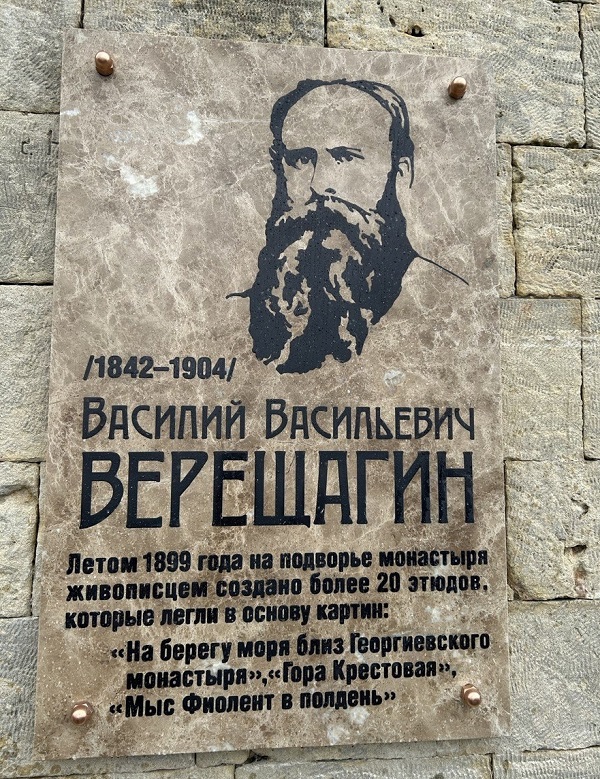 /1842–1904/
Василий Васильевич
ВЕРЕЩАГИН
Летом 1899 года на подворье монастыря
живописцем создано более 20 этюдов,
которые легли в основу картин:
«На берегу моря близ Георгиевского
монастыря»,«Гора Крестовая»,
«Мыс Фиолент в полдень»